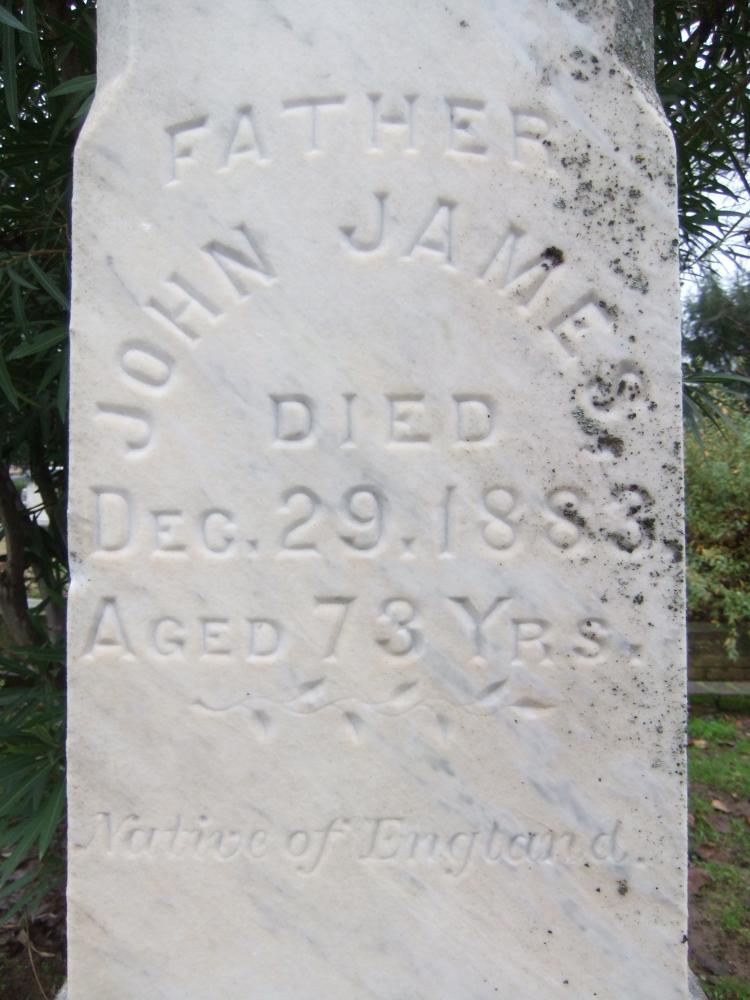 FATHER
JOHN JAMES.
DIED
DEC. 29. 1883.
AGED 73 YRS.
Native of England.